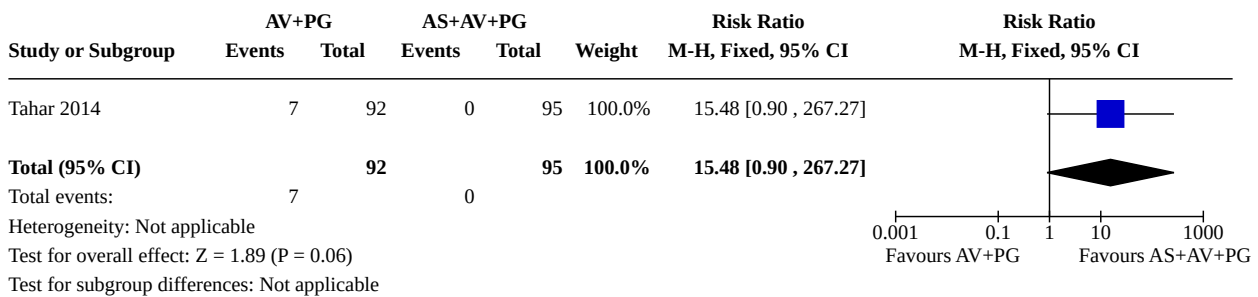 AV+PG AS+AV+PG Risk Ratio Risk Ratio
Study or Subgroup Events Total Events Total Weight M-H, Fixed, 95% CI M-H, Fixed, 95% CI
Tahar 2014 7 92 0 95 100.0% 15.48 [0.90 , 267.27]
Total (95% CI) 92 95 100.0% 15.48 [0.90 , 267.27]
Total events: 7 0
Heterogeneity: Not applicable
Test for overall effect: Z = 1.89 (P = 0.06)
Test for subgroup differences: Not applicable
0.001 0.1 1 10 1000
Favours AV+PG Favours AS+AV+PG